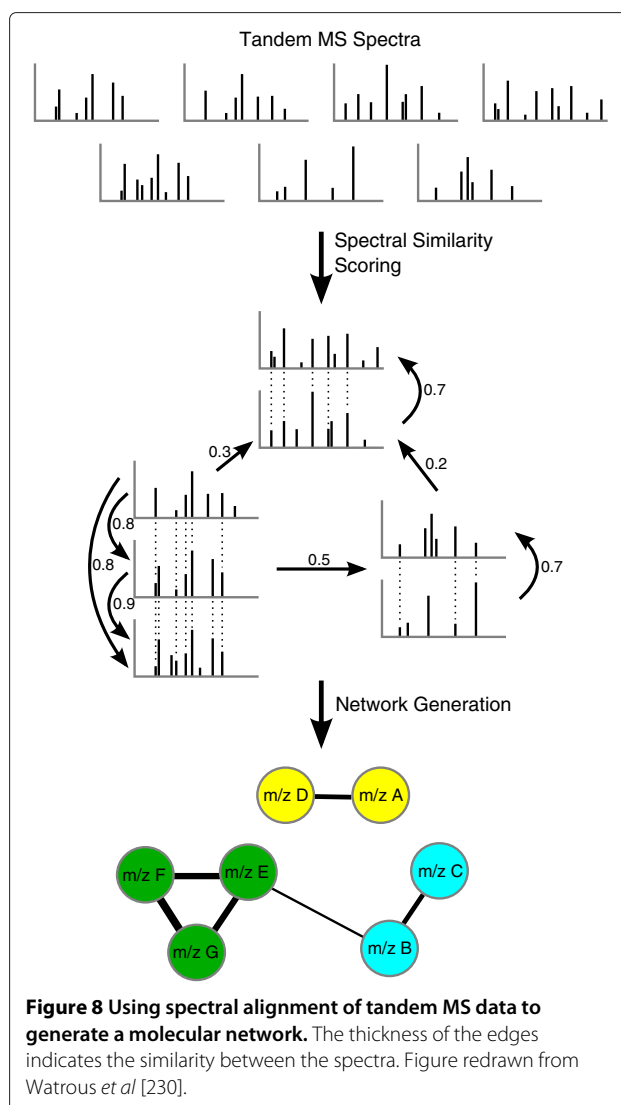 Tandem MS Spectra
Spectral Similarity
Scoring
0.7
0.3
0.2
0.8
0.8
0.5
0.7
0.9
Network Generation
m/z D
m/z A
m/z F
m/z E
m/z C
m/z G
m/z B
Figure 8 Using spectral alignment of tandem MS data to
generate a molecular network. The thickness of the edges
indicates the similarity between the spectra. Figure redrawn from
Watrous et al [230].